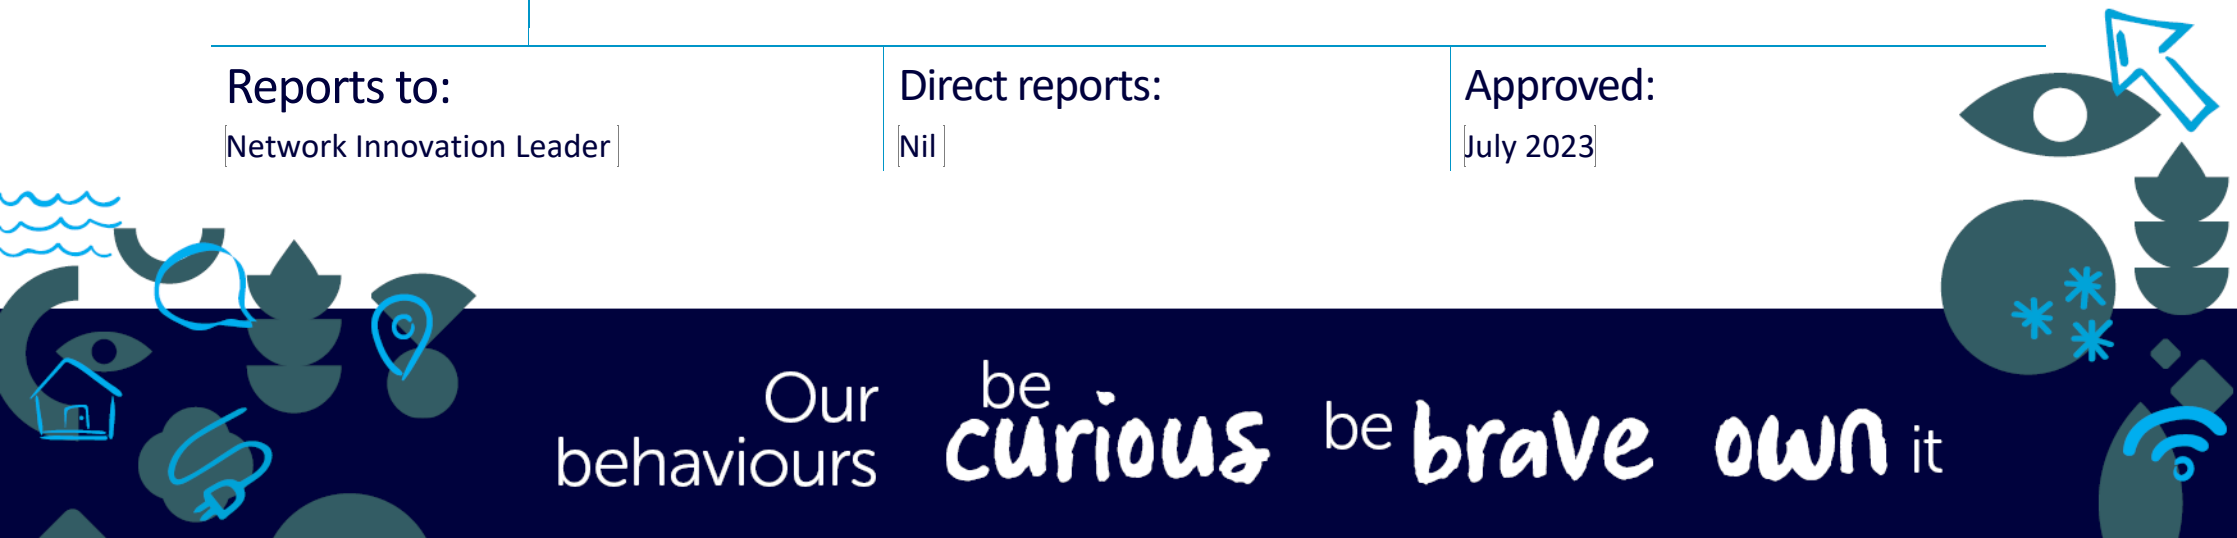 Reports to:
Network Innovation Leader
Direct reports:
Nil
Approved:
July 2023
Our
behaviours
be
curious
be brave
own it